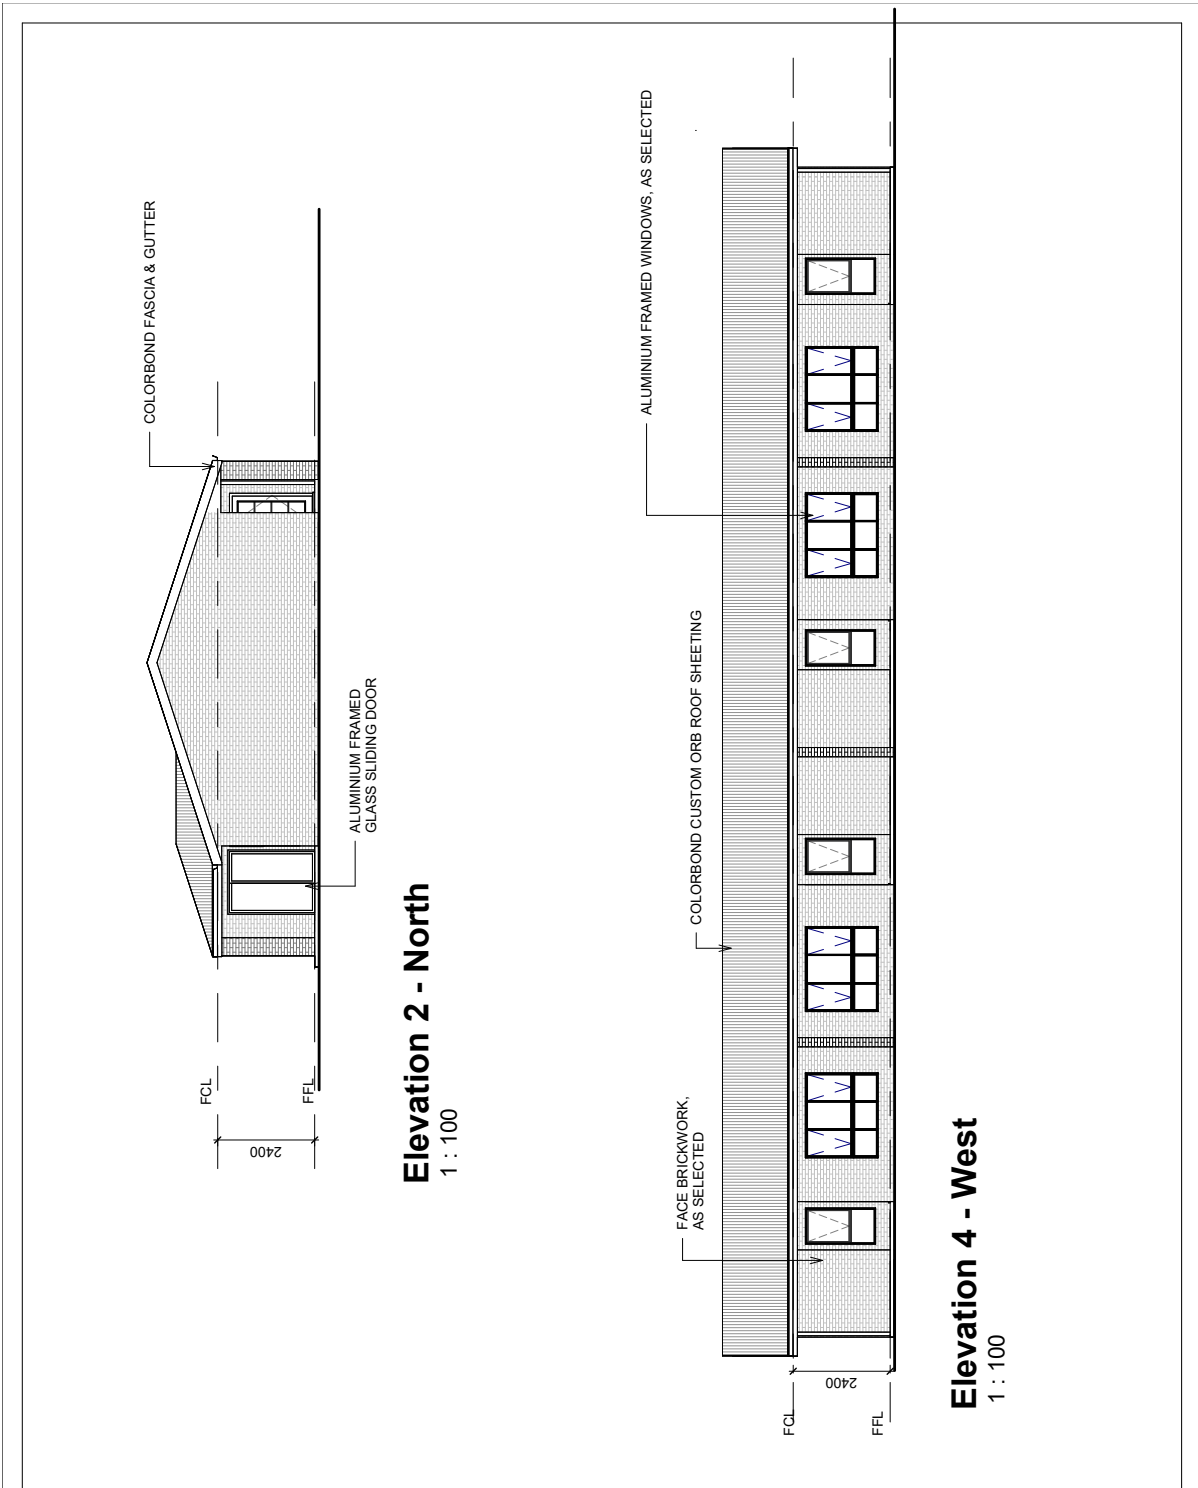 COLORBOND FASCIA & GUTTER
ALUMINIUM FRAMED
GLASS SLIDING DOOR
FCL
FFL
2400
Elevation 2 - North
1 : 100
ALUMINIUM FRAMED WINDOWS, AS SELECTED
COLORBOND CUSTOM ORB ROOF SHEETING
FACE BRICKWORK,
AS SELECTED
FCL
FFL
2400
Elevation 4 - West
1 : 100